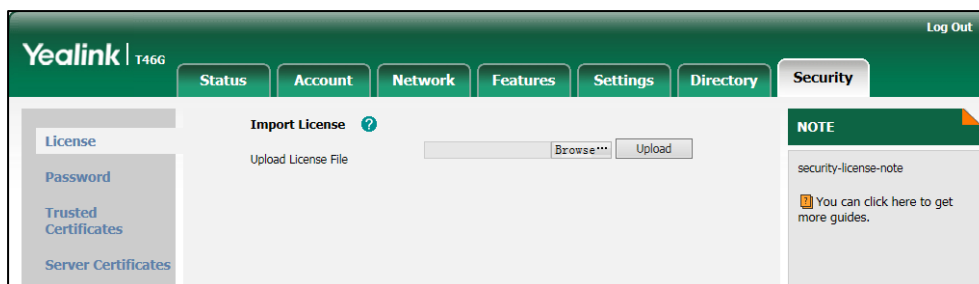 Log Out
Yealink | T46G
Status Account Network Features Settings Directory Security
License
Password
Trusted
Certificates
Server Certificates
Import License ?
Upload License File Browse... Upload
NOTE
security-license-note
? You can click here to get
more guides.